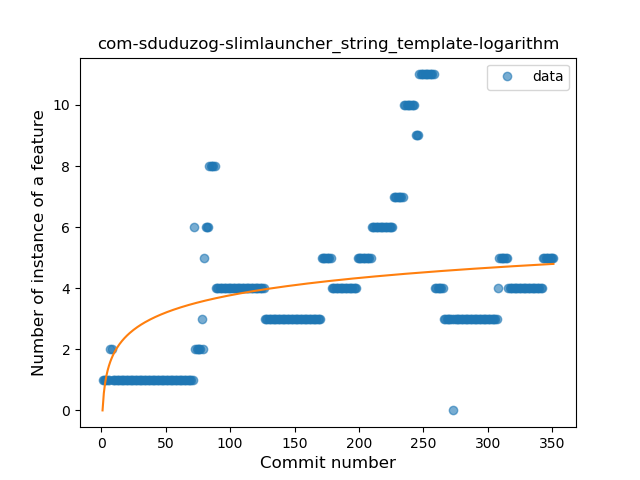 com-sduduzog-slimlauncher_string_template-logarithm
data
Number of instance of a feature
10
8
6
4
2
0
0 50 100 150 200 250 300 350
Commit number